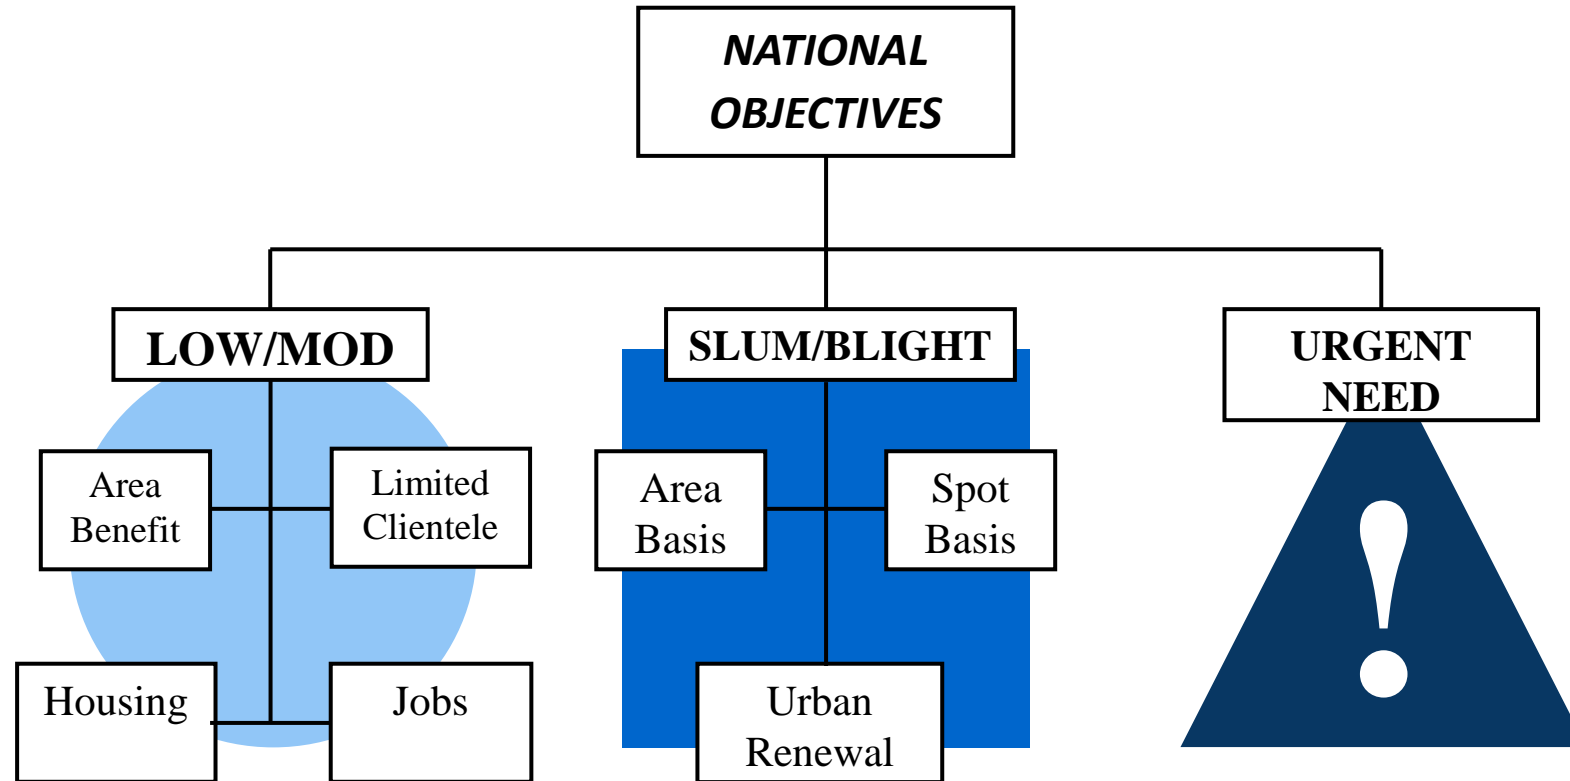 NATIONAL
OBJECTIVES
LOW/MOD
SLUM/BLIGHT
URGENT
NEED
Area
Benefit
Limited
Clientele
Area
Basis
Spot
Basis
!
Housing
Jobs
Urban
Renewal